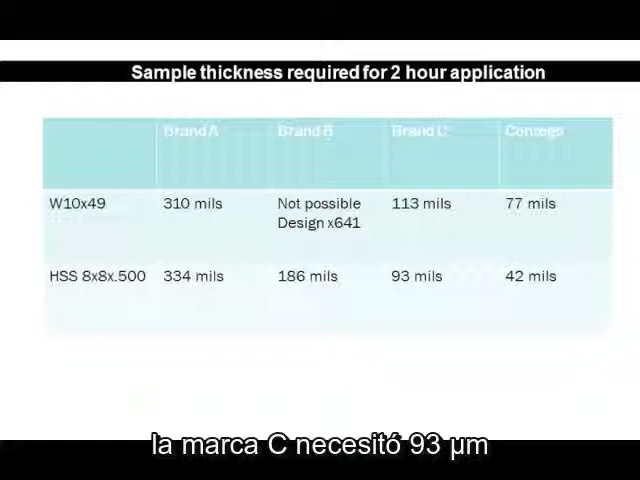 Sample thickness required for 2 hour application
Brand A Brand B Brand C Contego
W10x49 310 mils Not possible 113 mils 77 mils
Design x641
HSS 8x8x.500 334 mils 186 mils 93 mils 42 mils
la marca C necesitó 93 µm